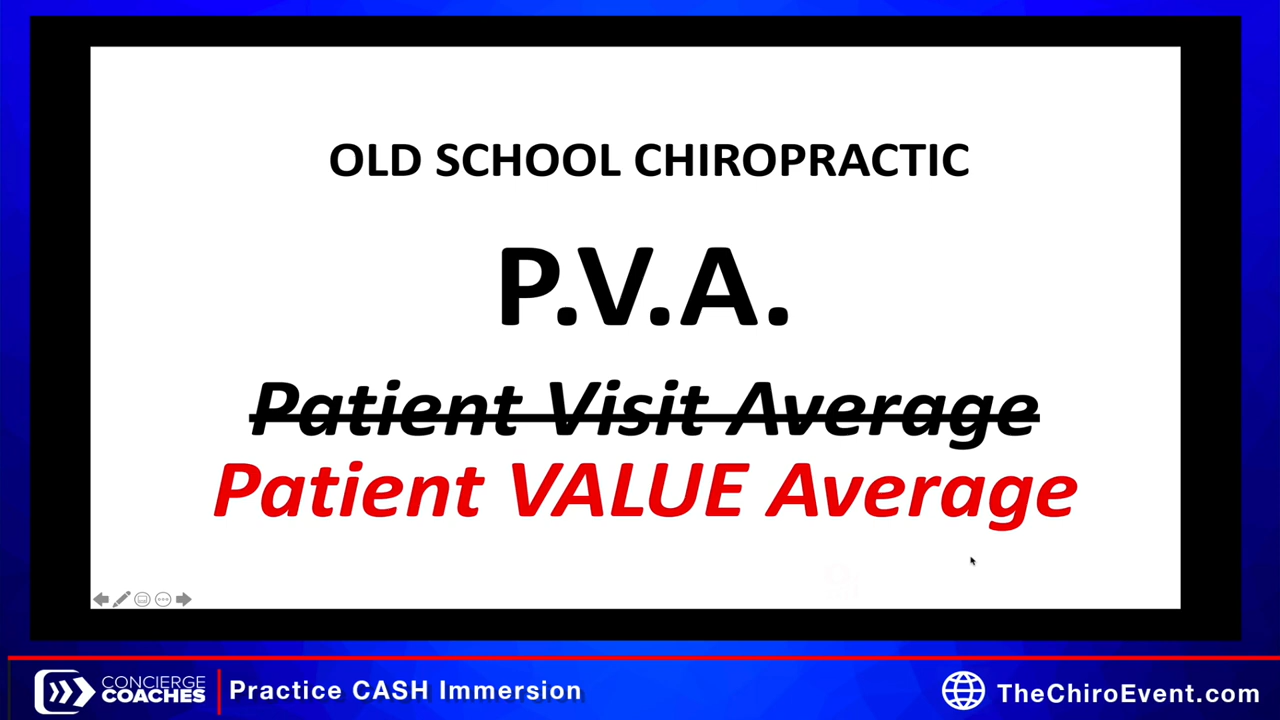 OLD SCHOOL CHIROPRACTIC
P.V.A.
Patient Visit Average
Patient VALUE Average
CONCIERGE
COACHES
Practice CASH Immersion
TheChiroEvent.com